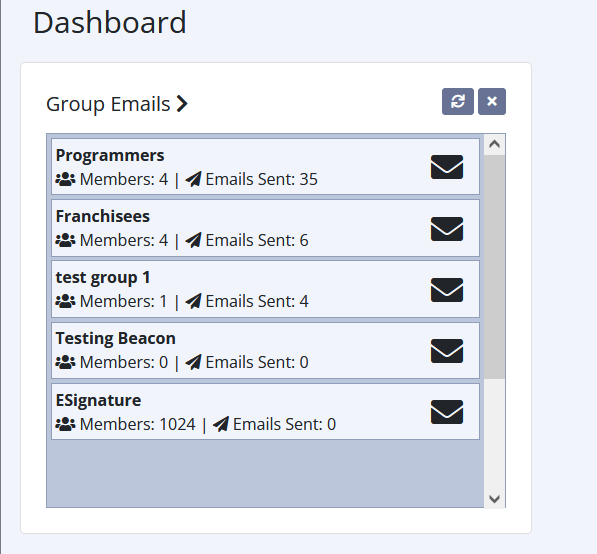 Dashboard
Group Emails
Programmers
Members: 4 | Emails Sent: 35
Franchisees
Members: 4 | Emails Sent: 6
test group 1
Members: 1 | Emails Sent: 4
Testing Beacon
Members: 0 | Emails Sent: 0
ESignature
Members: 1024 | Emails Sent: 0